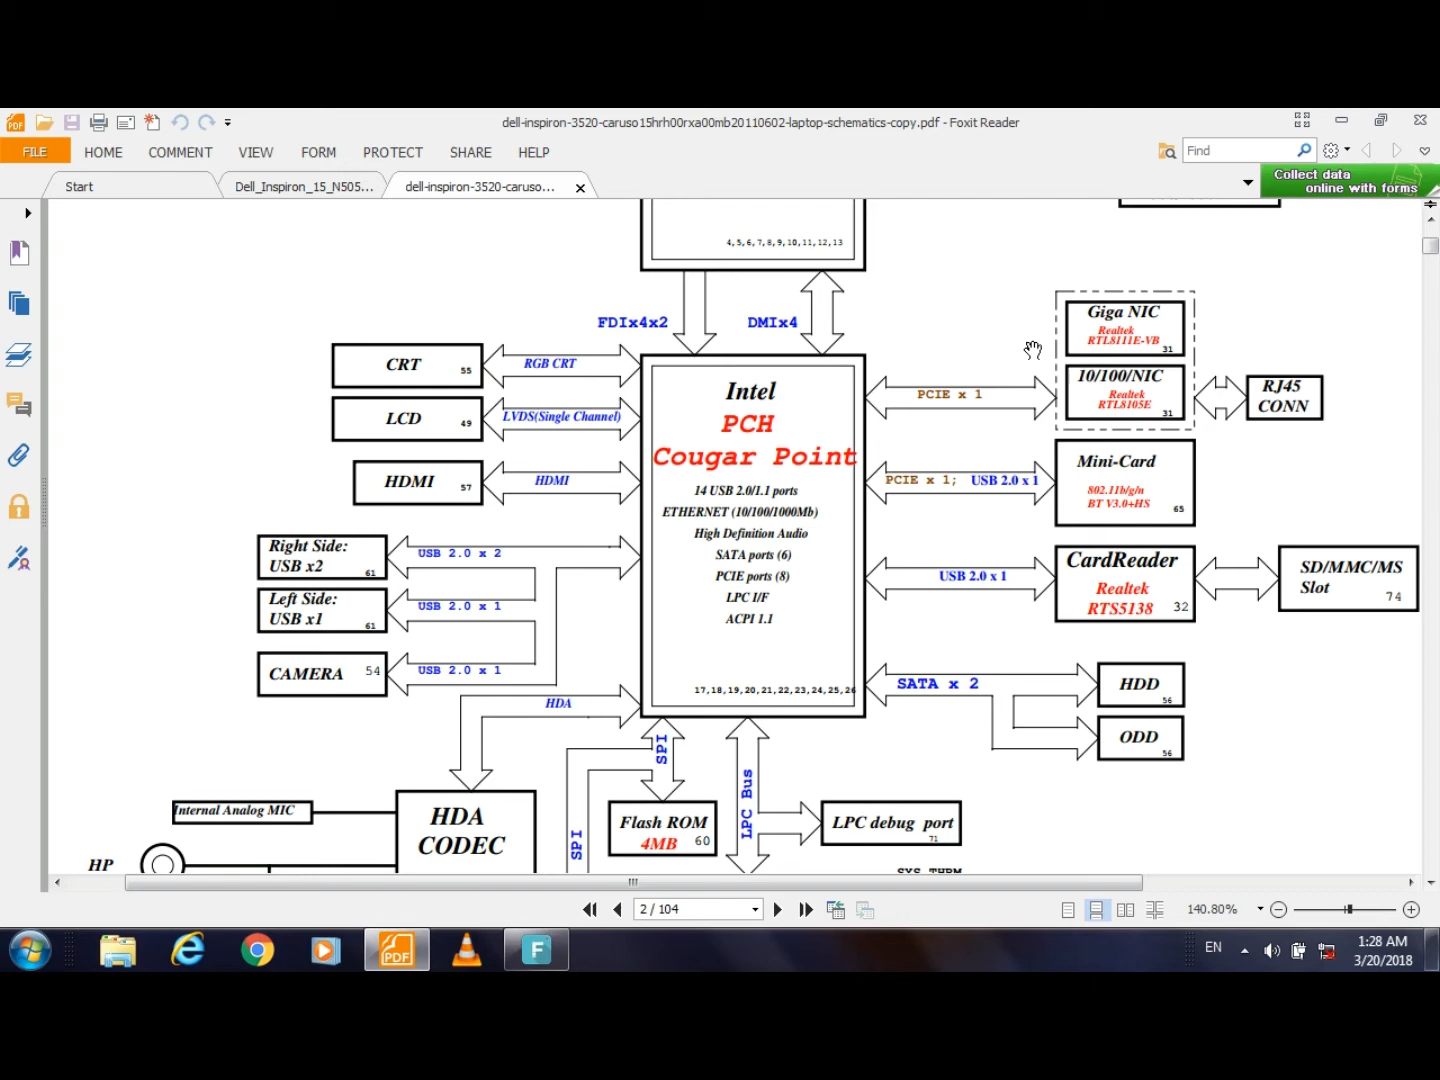 dell-inspiron-3520-caruso15hrh00rxa00mb20110602-laptop-schematics-copy.pdf - Foxit Reader
FILE HOME COMMENT VIEW FORM PROTECT SHARE HELP Find
Start Dell_Inspiron_15_N505... dell-inspiron-3520-caruso... Collect data
online with forms
4,5,6,7,8,9,10,11,12,13
FDIx4x2 DMIx4
Giga NIC
Realtek
RTL8111E-VB
31
CRT 55 RGB CRT
10/100/NIC
Realtek
RTL8105E
31
PCIE x 1
RJ45
CONN
LCD 49 LVDS(Single Channel)
HDMI 57 HDMI
Intel
PCH
Cougar Point
14 USB 2.0/1.1 ports
ETHERNET (10/100/1000Mb)
High Definition Audio
SATA ports (6)
PCIE ports (8)
LPC I/F
ACPI 1.1
17,18,19,20,21,22,23,24,25,26
PCIE x 1; USB 2.0 x 1
Mini-Card
802.11b/g/n
BT V3.0+HS
65
Right Side:
USB x2 61
USB 2.0 x 2
Left Side:
USB x1 61
USB 2.0 x 1
CAMERA 54
USB 2.0 x 1
USB 2.0 x 1
CardReader
Realtek
RTS5138 32
SD/MMC/MS
Slot 74
SATA x 2
HDD
56
ODD
56
HDA
SPI
SPI
LPC Bus
Internal Analog MIC
HP
HDA
CODEC
Flash ROM
4MB 60
LPC debug port
71
SYS THRM
2 / 104 140.80%
PDF F EN 1:28 AM
3/20/2018